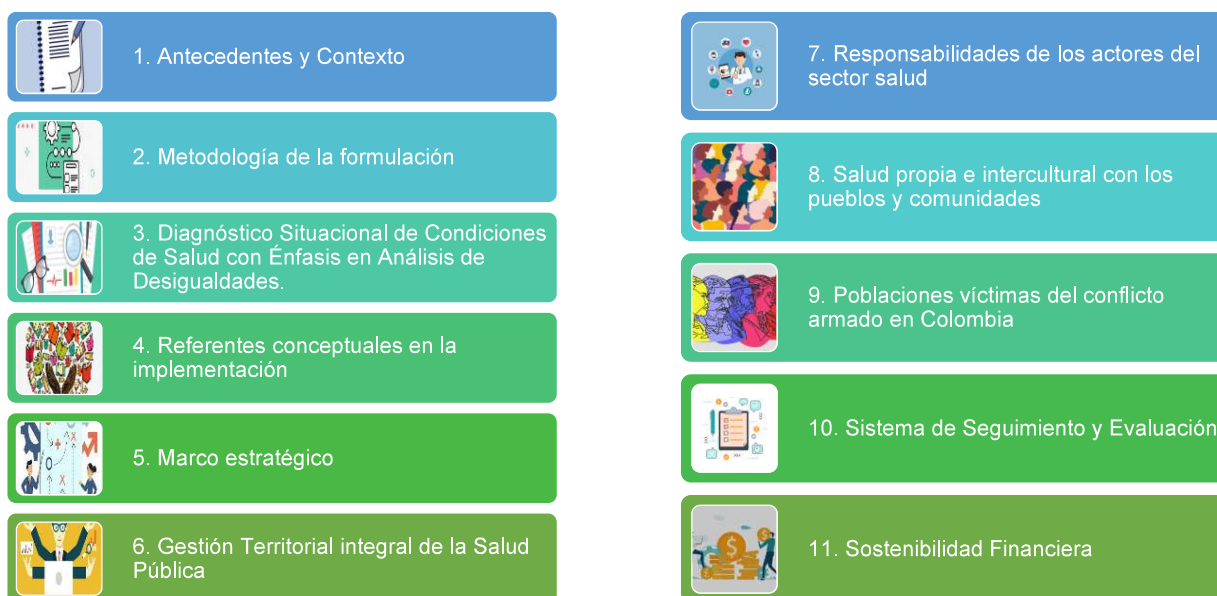 1. Antecedentes y Contexto
2. Metodología de la formulación
3. Diagnóstico Situacional de Condiciones
de Salud con Énfasis en Análisis de
Desigualdades.
4. Referentes conceptuales en la
implementación
5. Marco estratégico
6. Gestión Territorial integral de la Salud
Pública
7. Responsabilidades de los actores del
sector salud
8. Salud propia e intercultural con los
pueblos y comunidades
9. Poblaciones víctimas del conflicto
armado en Colombia
10. Sistema de Seguimiento y Evaluación
11. Sostenibilidad Financiera